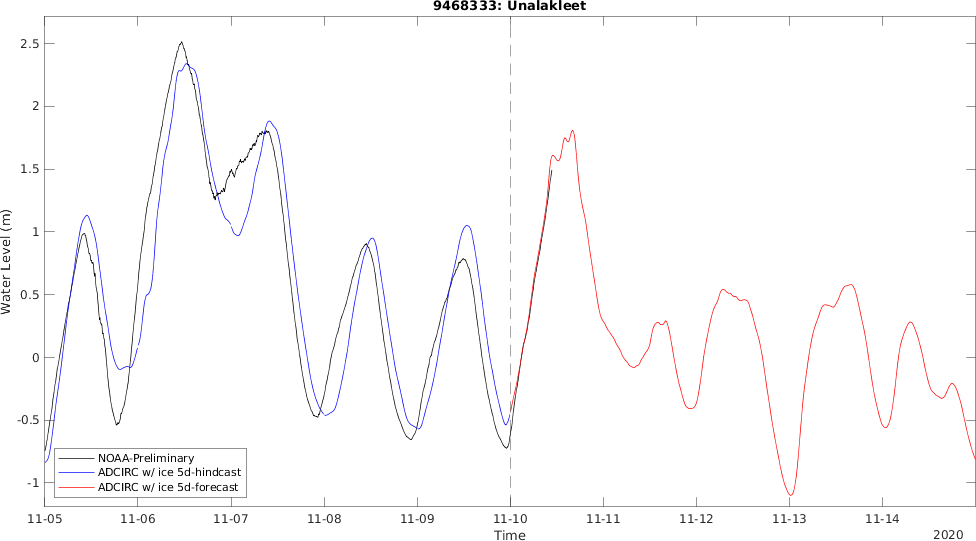 9468333: Unalakleet
Water Level (m)
2.5
2
1.5
1
0.5
0
-0.5
-1
NOAA-Preliminary
ADCIRC w/ ice 5d-hindcast
ADCIRC w/ ice 5d-forecast
11-05 11-06 11-07 11-08 11-09 11-10 11-11 11-12 11-13 11-14
Time
2020